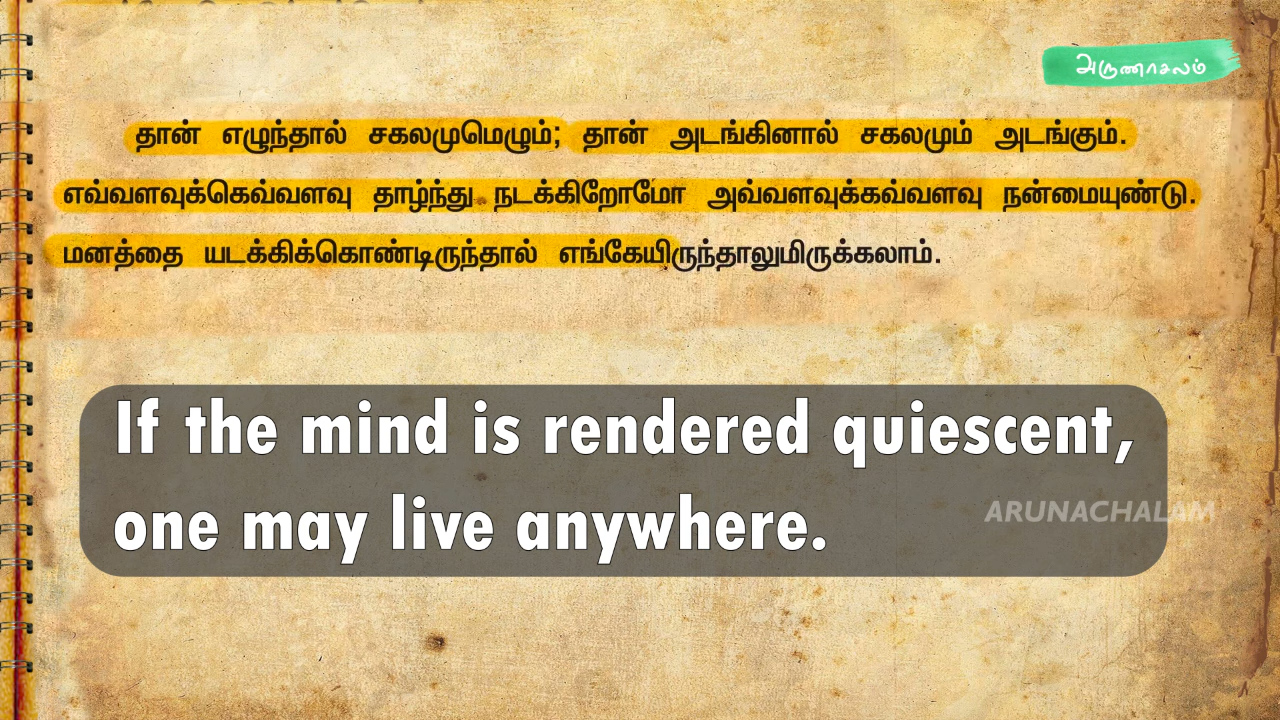 அருணாசலம்
தான் எழுந்தால் சகலமுமெழும்; தான் அடங்கினால் சகலமும் அடங்கும்.
எவ்வளவுக்கெவ்வளவு தாழ்ந்து நடக்கிறோமோ அவ்வளவுக்கவ்வளவு நன்மையுண்டு.
மனத்தை யடக்கிக்கொண்டிருந்தால் எங்கேயிருந்தாலுமிருக்கலாம்.
If the mind is rendered quiescent,
one may live anywhere.
ARUNACHALAM